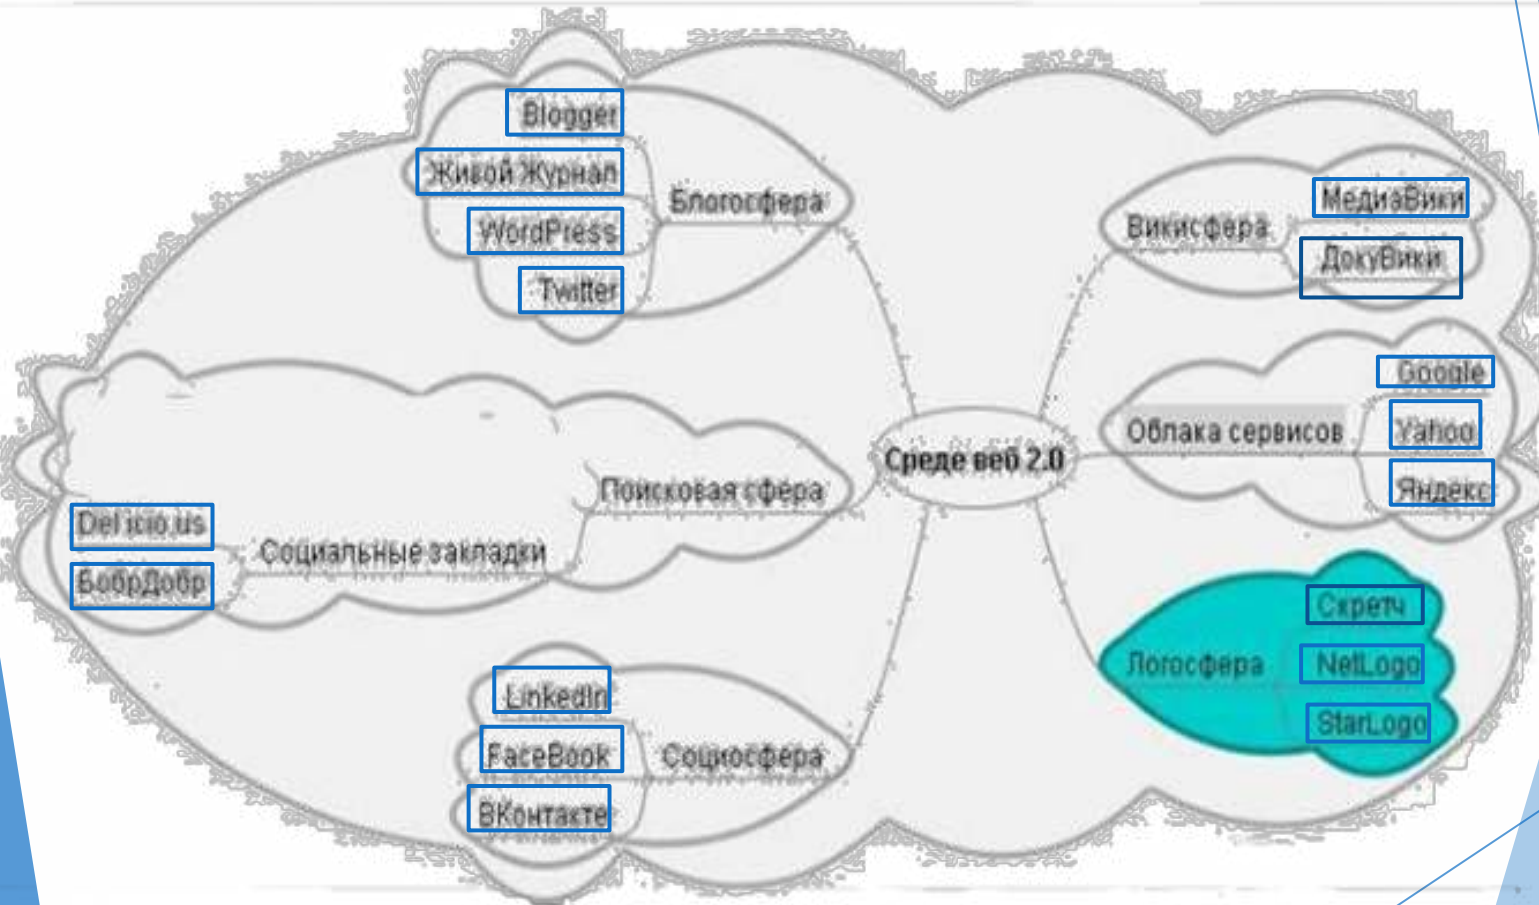 Blogger
Живой Журнал
WordPress
Twitter
Блогосфера
Викисфера
МедиаВики
ДокуВики
Облака сервисов
Google
Yahoo
Яндекс
Среде веб 2.0
Поисковая сфера
Социальные закладки
Del icio.us
БобрДобр
Логосфера
Скретч
NetLogo
StarLogo
LinkedIn
FaceBook
ВКонтакте
Социосфера